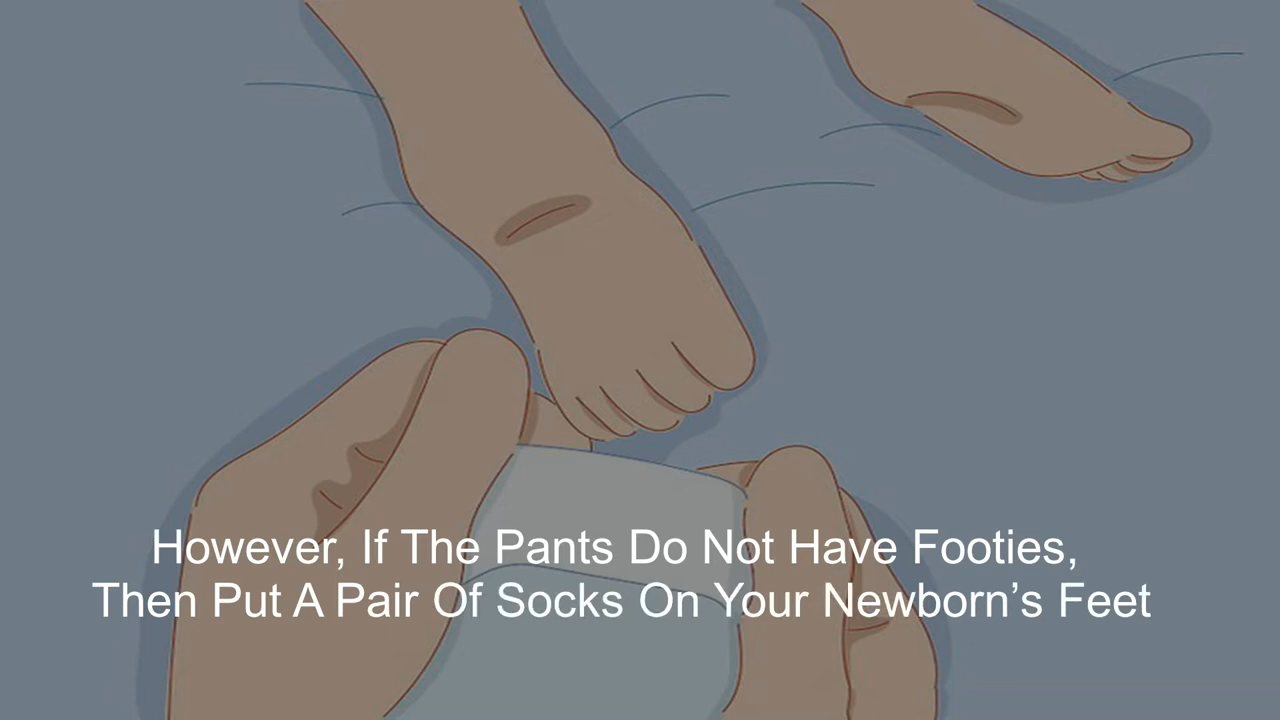 However, If The Pants Do Not Have Footies,
Then Put A Pair Of Socks On Your Newborn’s Feet